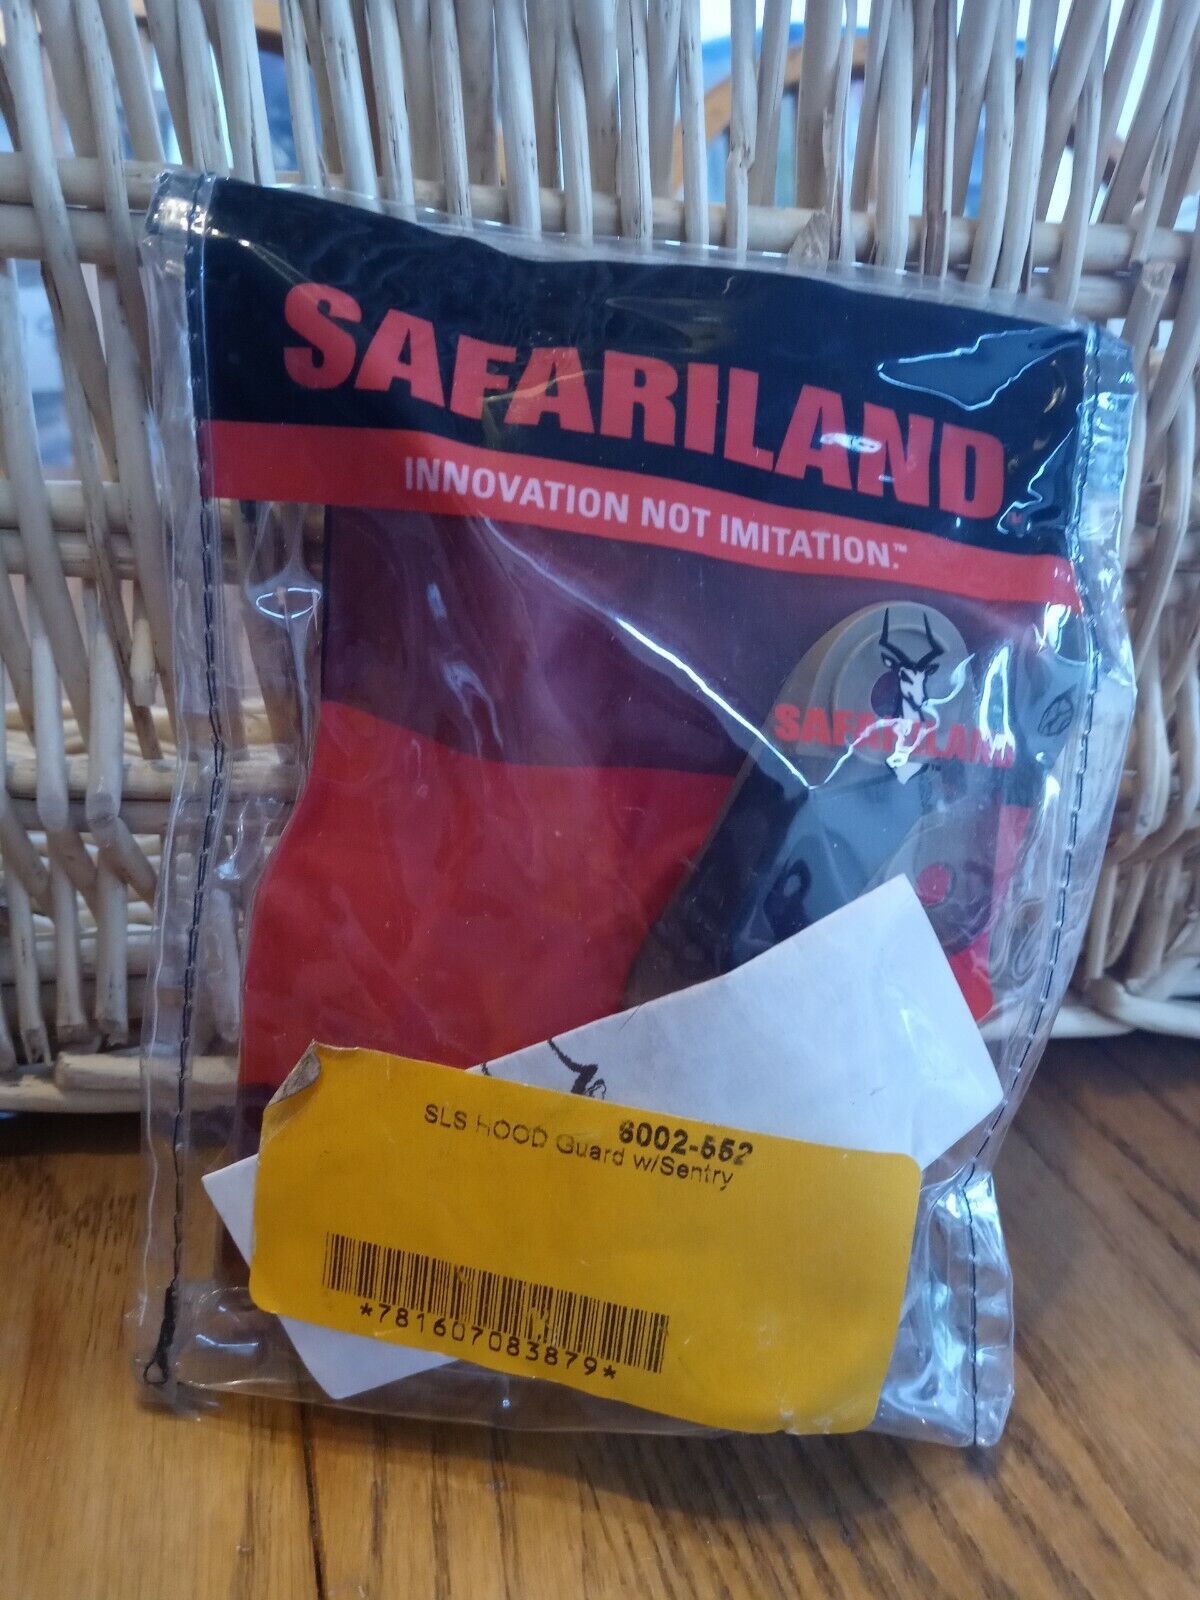 SAFARILAND
INNOVATION NOT IMITATION.™
SAFARILAND
6002-552
SLS HOOD Guard w/Sentry
*781607083879*